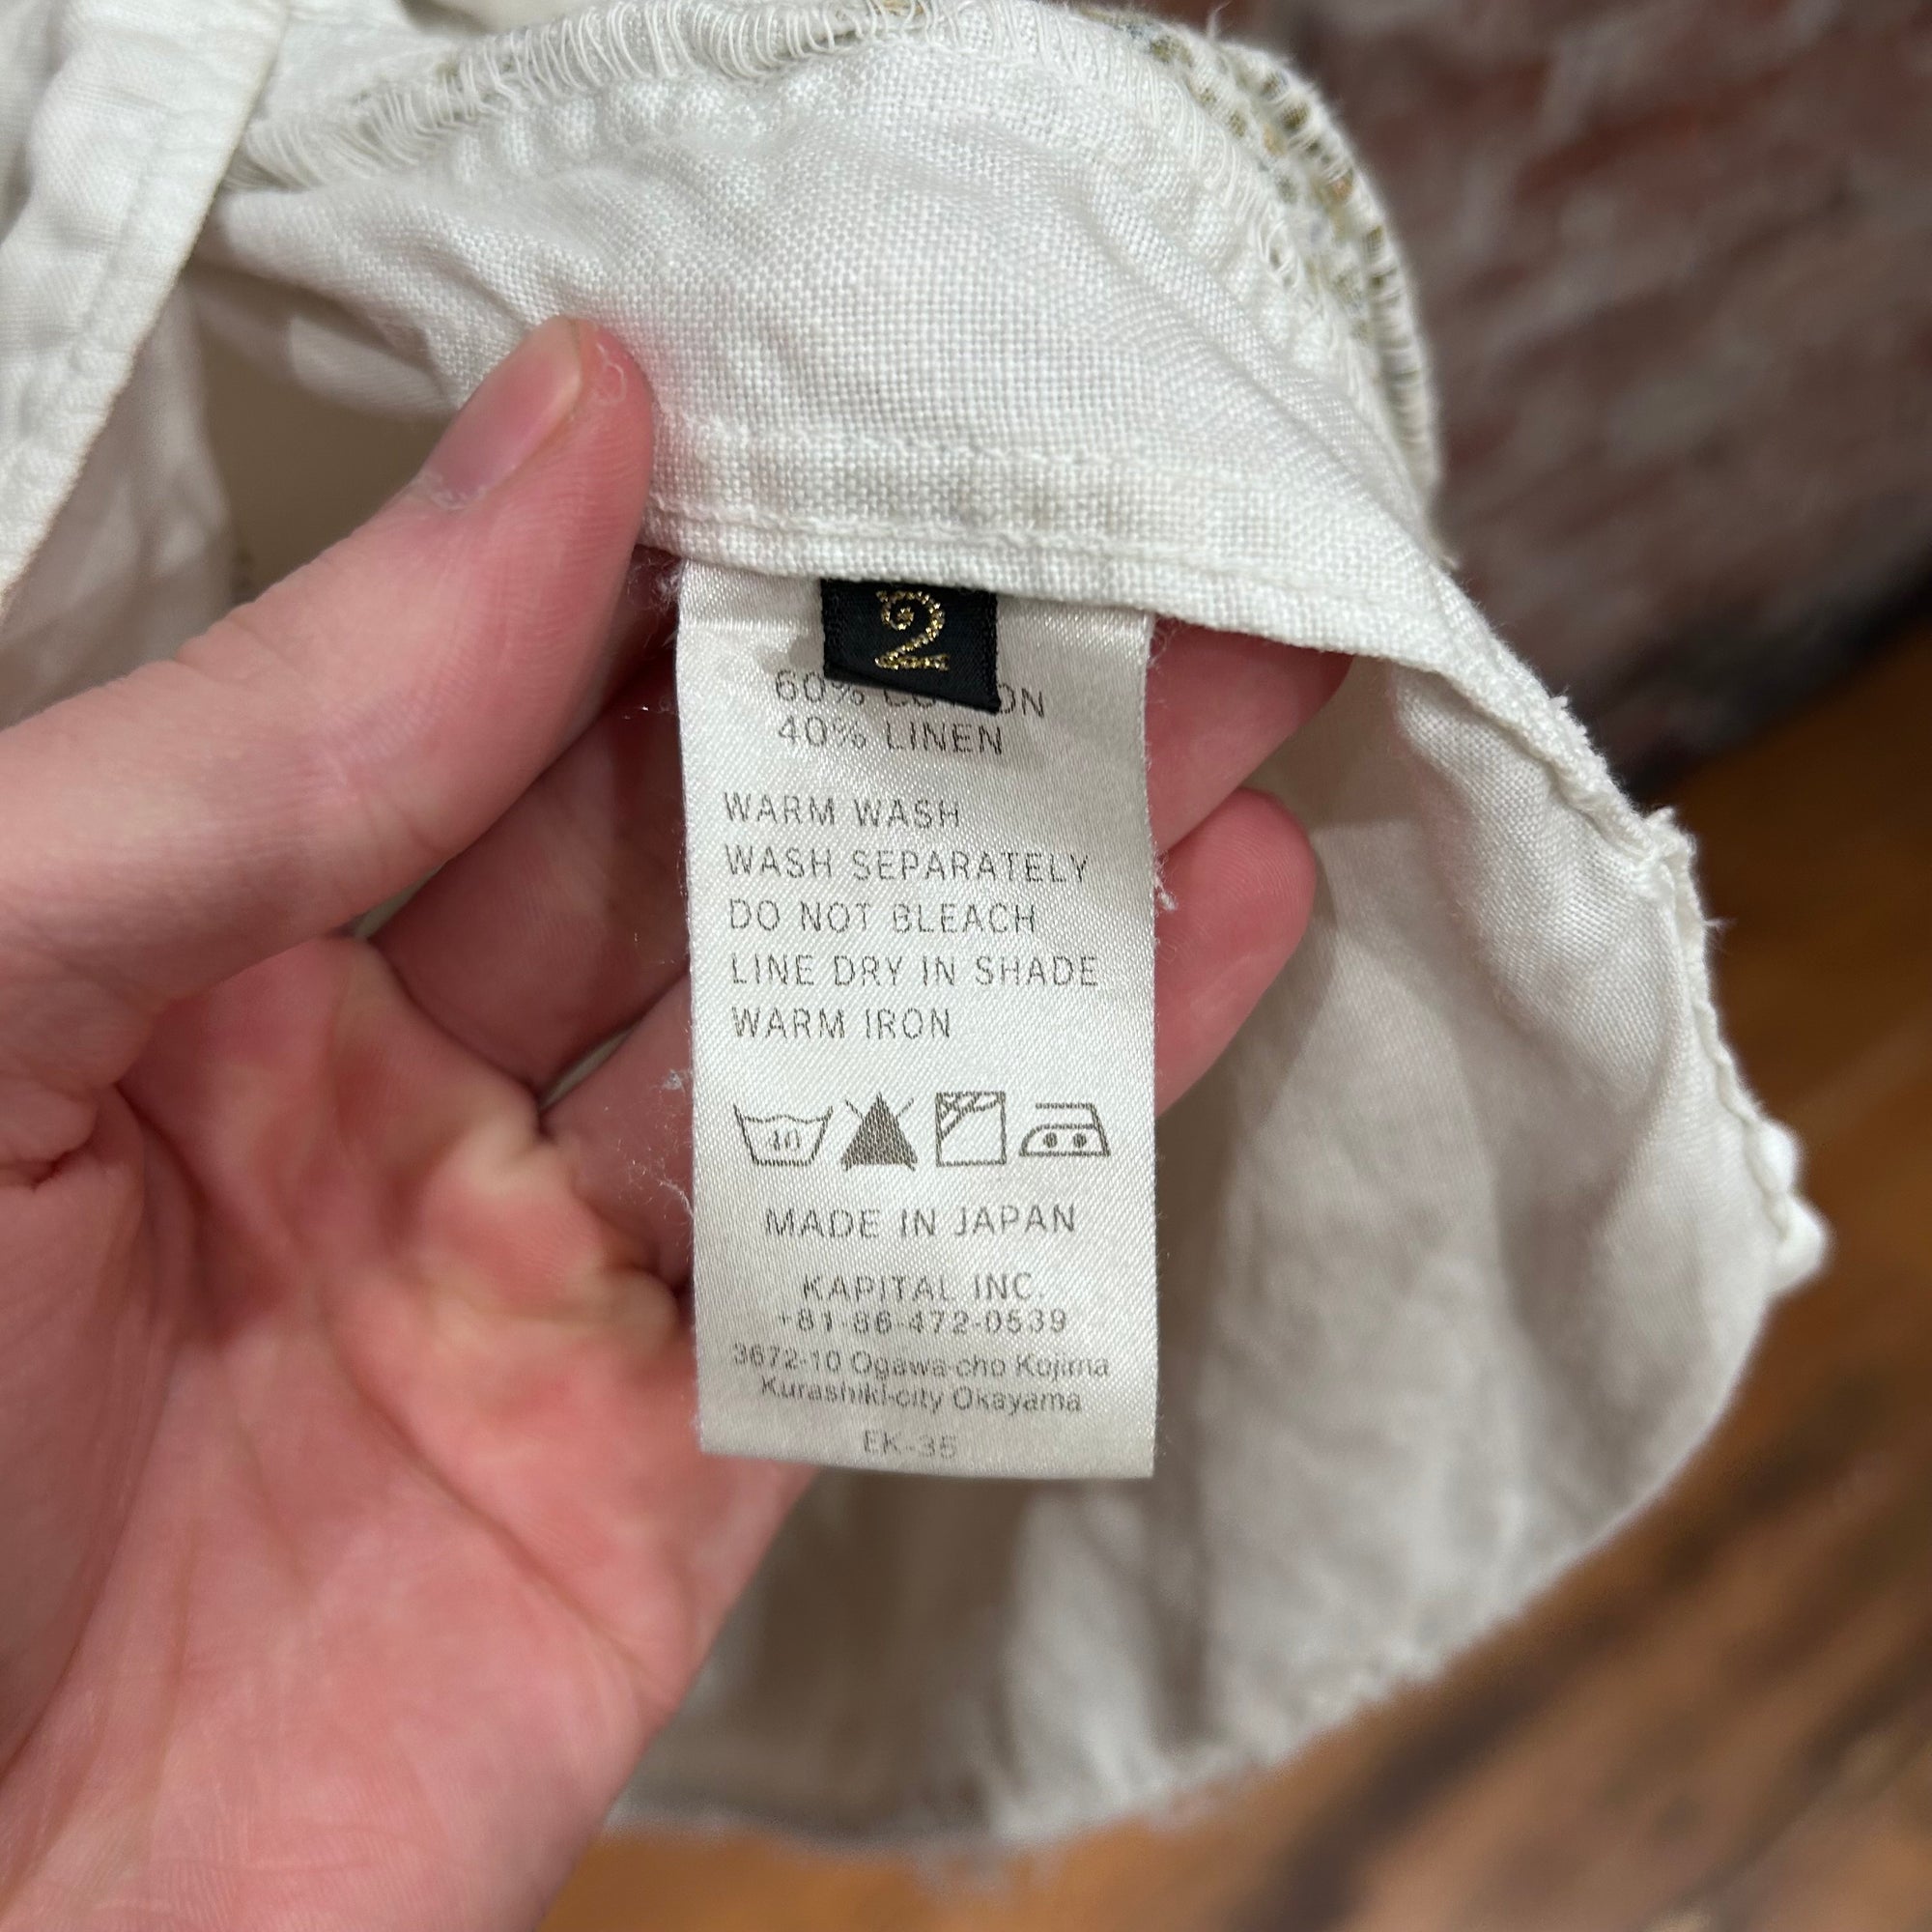 2
60% COTTON
40% LINEN
WARM WASH
WASH SEPARATELY
DO NOT BLEACH
LINE DRY IN SHADE
WARM IRON
40
MADE IN JAPAN
KAPITAL INC.
+81-86-472-0539
3672-10 Ogawa-cho Kojima
Kurashiki-city Okayama
EK-35